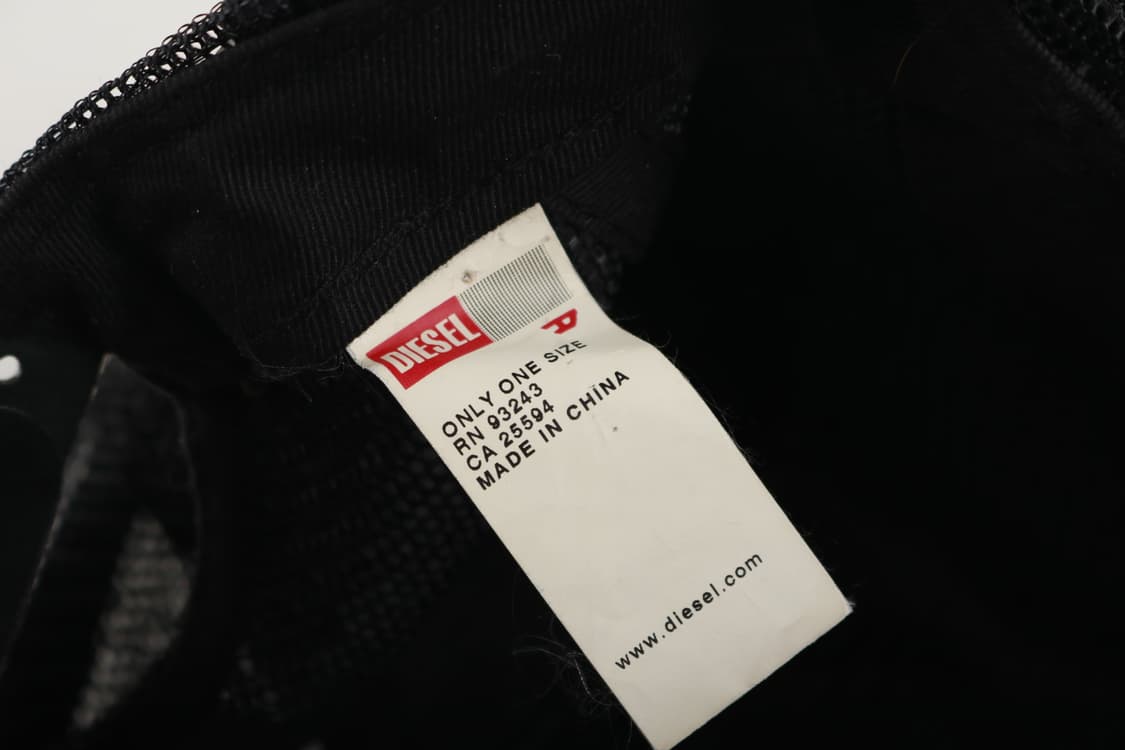 DIESEL
A
ONLY ONE SIZE
RN 93243
CA 25594
MADE IN CHINA
www.diesel.com